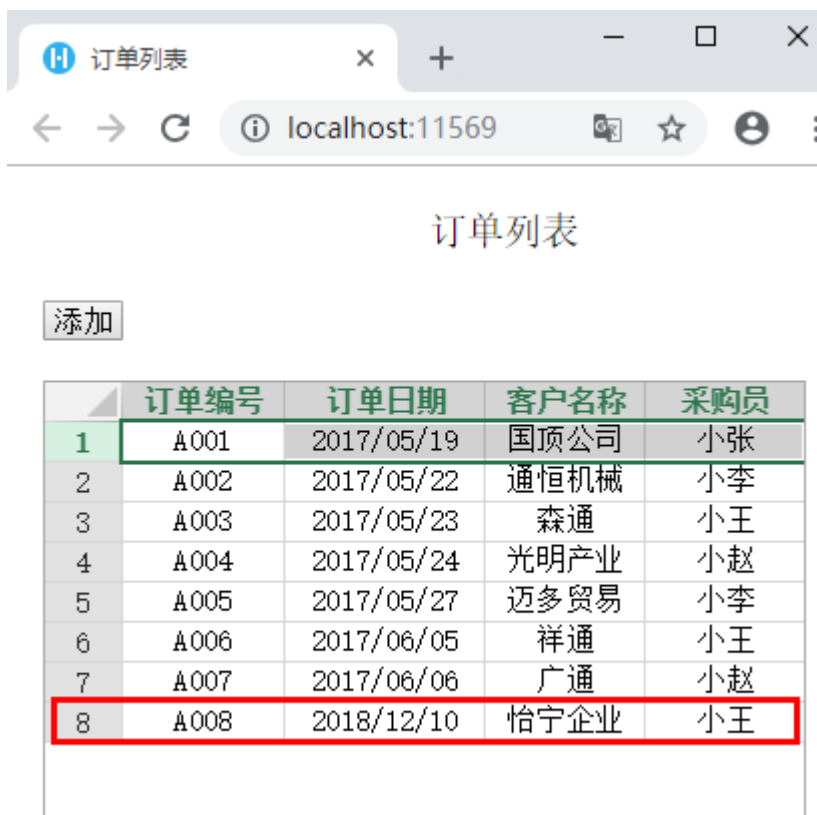 订单列表
localhost:11569
订单列表
添加
订单编号 订单日期 客户名称 采购员
1 A001 2017/05/19 国顶公司 小张
2 A002 2017/05/22 通恒机械 小李
3 A003 2017/05/23 森通 小王
4 A004 2017/05/24 光明产业 小赵
5 A005 2017/05/27 迈多贸易 小李
6 A006 2017/06/05 祥通 小王
7 A007 2017/06/06 广通 小赵
8 A008 2018/12/10 怡宁企业 小王